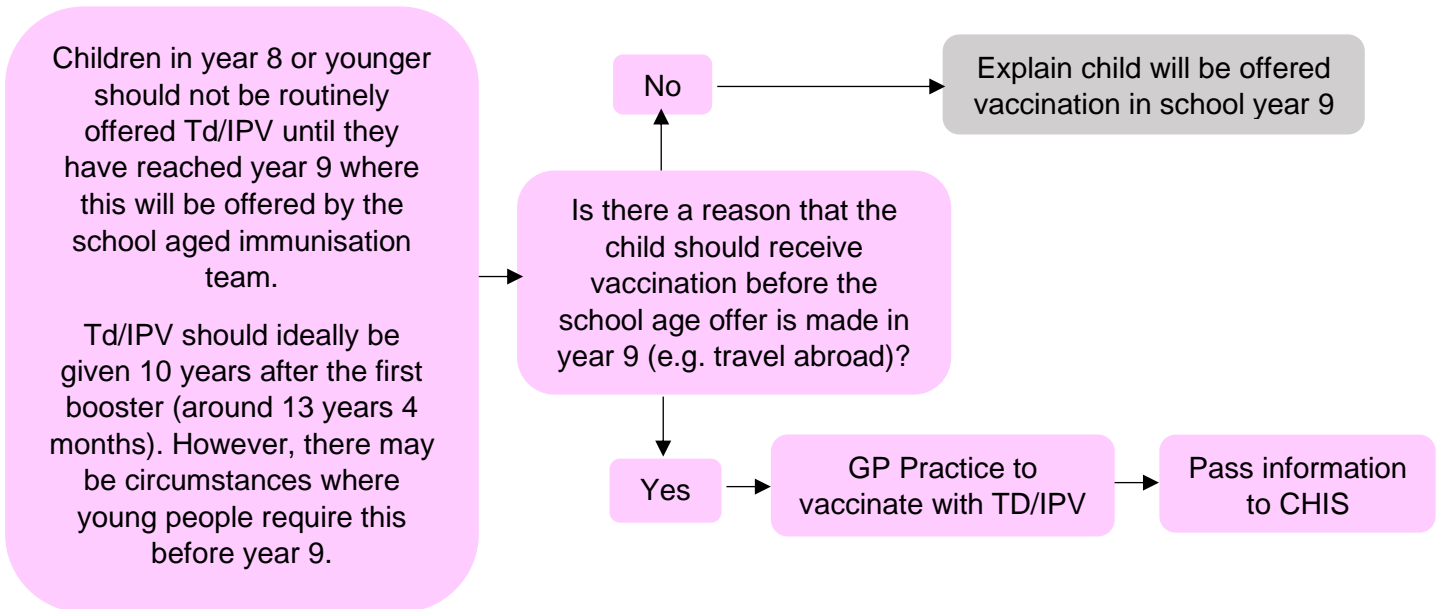 Children in year 8 or younger
should not be routinely
offered Td/IPV until they
have reached year 9 where
this will be offered by the
school aged immunisation
team.
Td/IPV should ideally be
given 10 years after the first
booster (around 13 years 4
months). However, there may
be circumstances where
young people require this
before year 9.
Is there a reason that the
child should receive
vaccination before the
school age offer is made in
year 9 (e.g. travel abroad)?
No
Explain child will be offered
vaccination in school year 9
Yes
GP Practice to
vaccinate with TD/IPV
Pass information
to CHIS